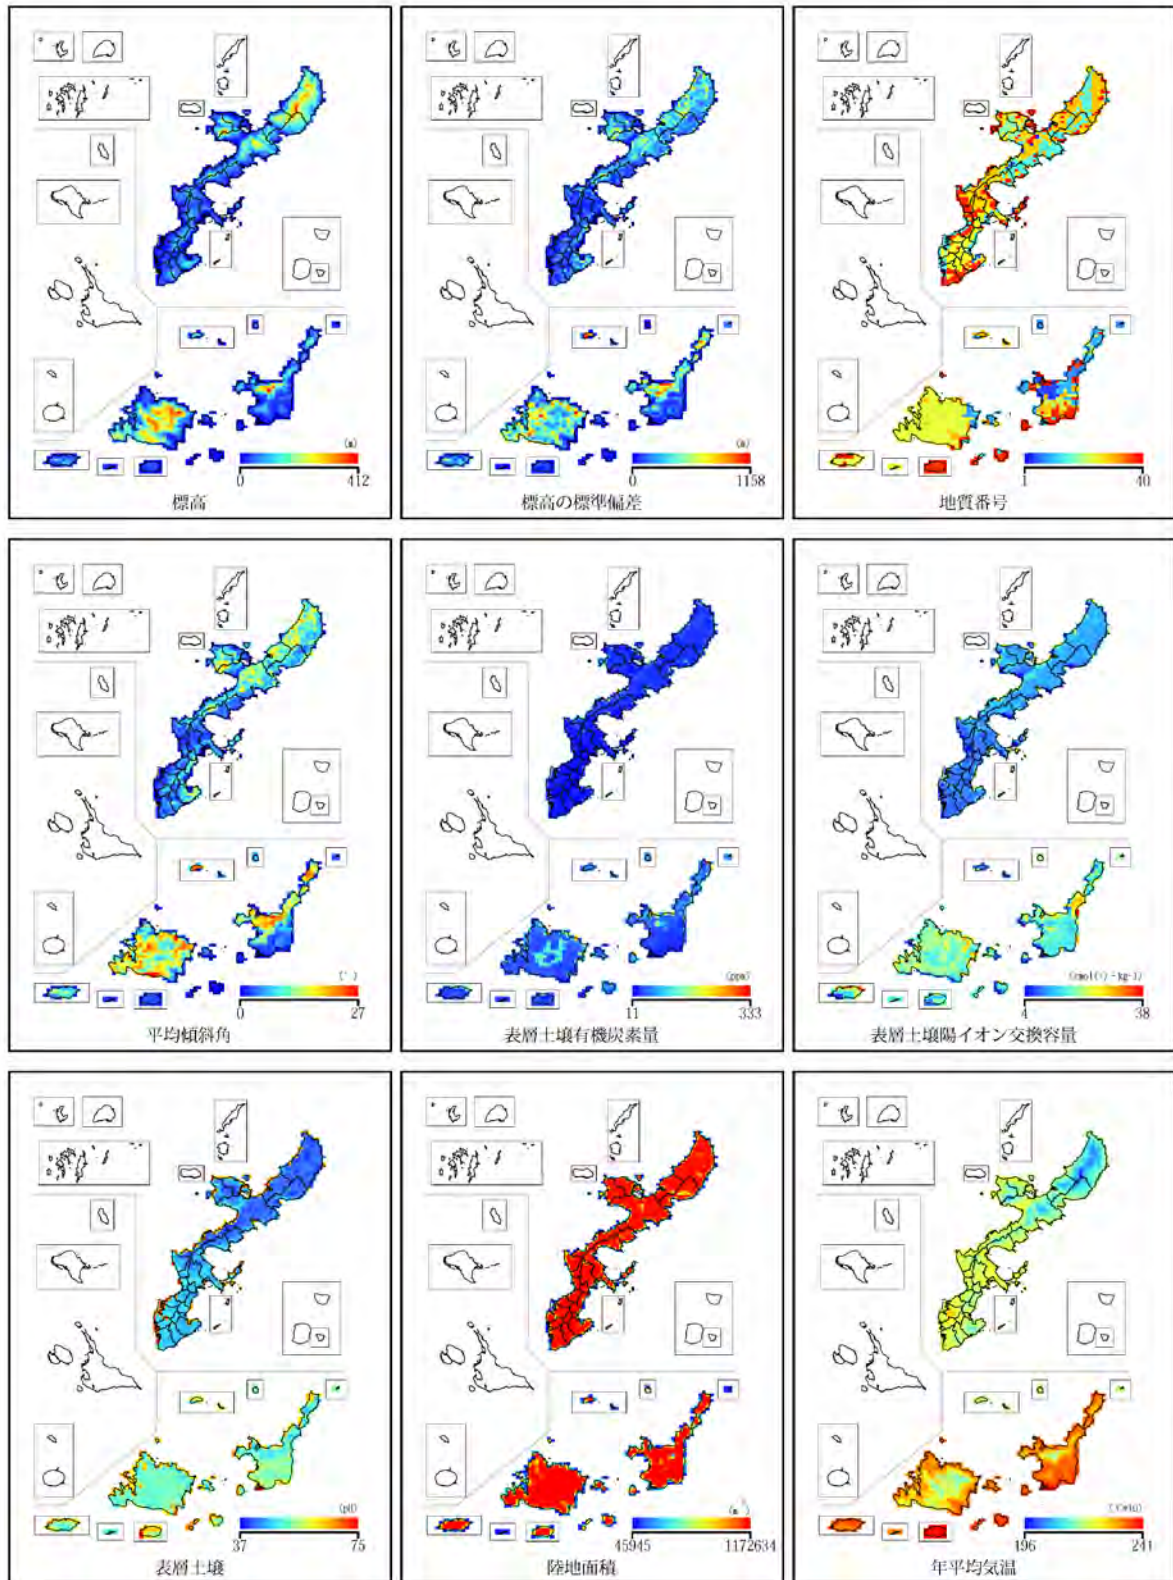 (m)
0 412
標高
(m)
0 1158
標高の標準偏差
1 40
地質番号
(°)
0 27
平均傾斜角
(ppm)
11 333
表層土壌有機炭素量
4 38
表層土壌陽イオン交換容量
(pH)
37 75
表層土壌
45945 1172634
陸地面積
196 241
年平均気温